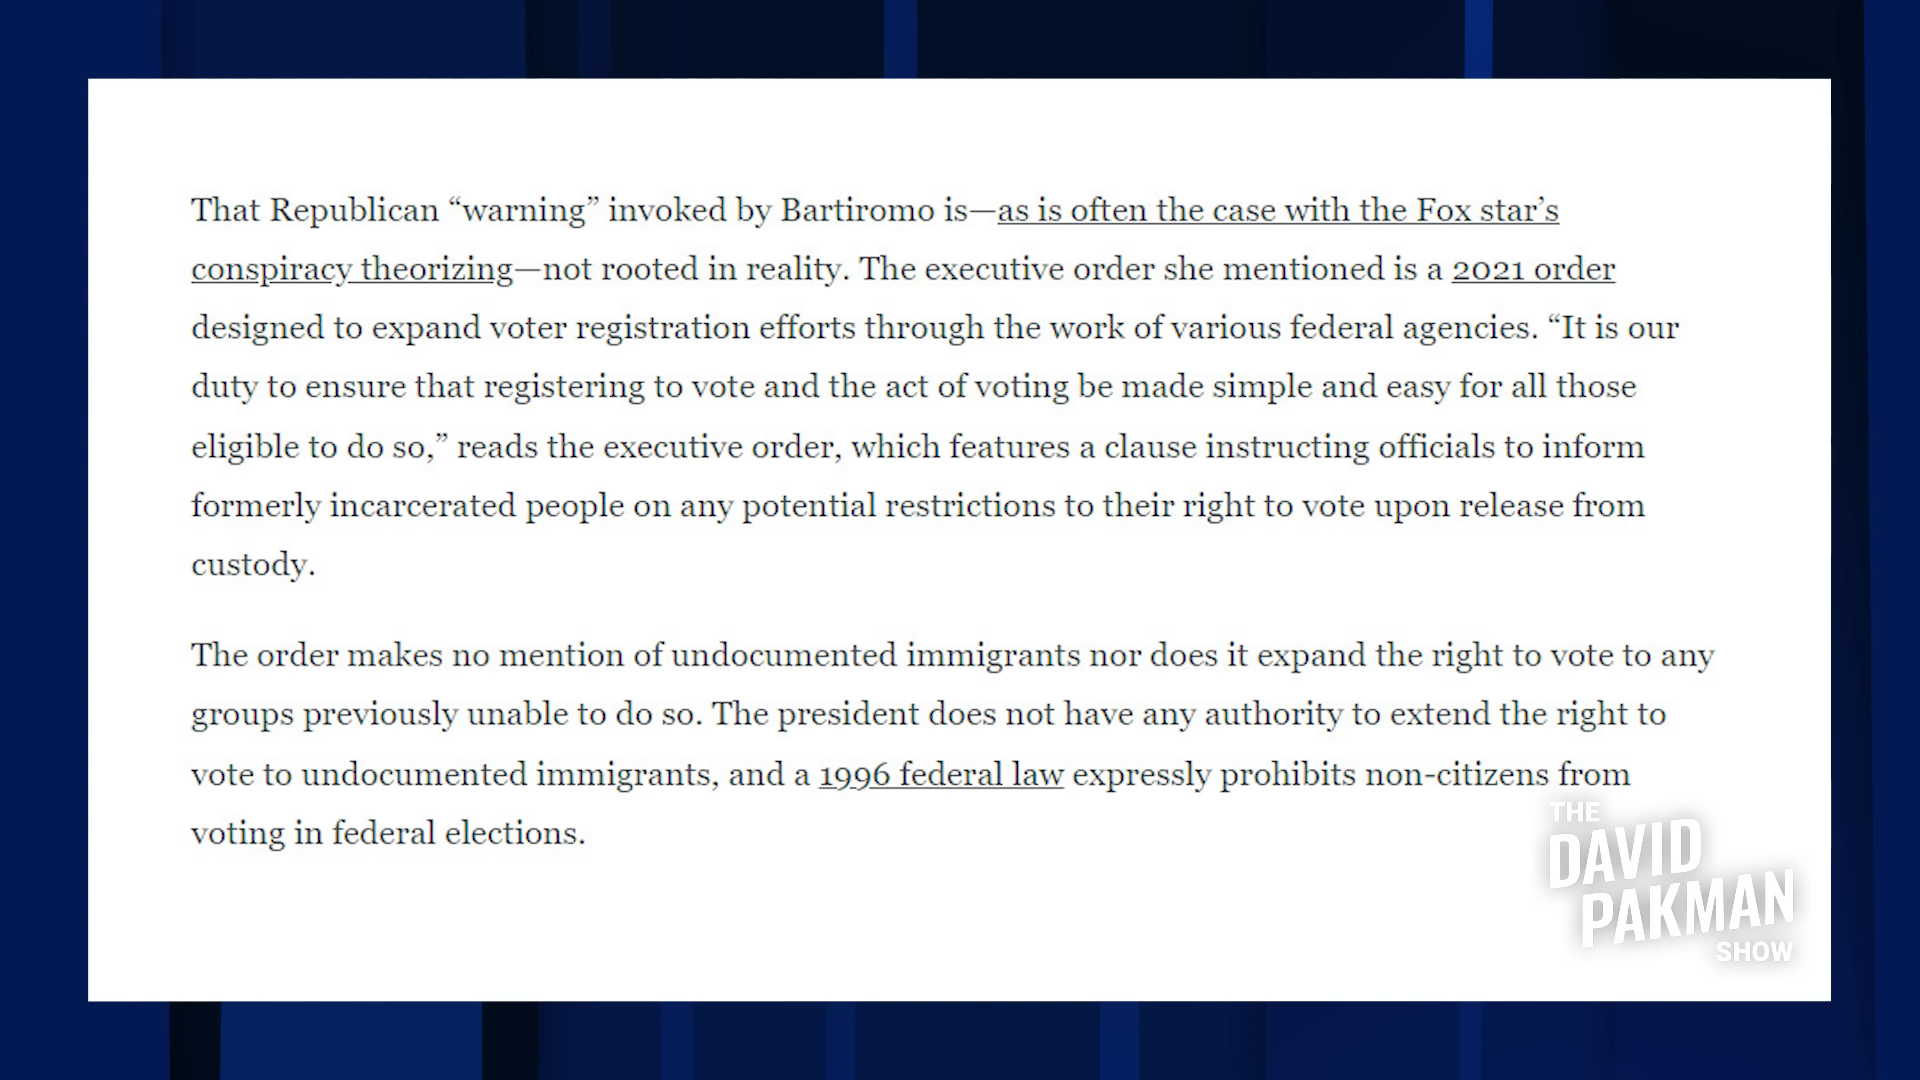 That Republican “warning” invoked by Bartiromo is—as is often the case with the Fox star’s
conspiracy theorizing—not rooted in reality. The executive order she mentioned is a 2021 order
designed to expand voter registration efforts through the work of various federal agencies. “It is our
duty to ensure that registering to vote and the act of voting be made simple and easy for all those
eligible to do so,” reads the executive order, which features a clause instructing officials to inform
formerly incarcerated people on any potential restrictions to their right to vote upon release from
custody.
The order makes no mention of undocumented immigrants nor does it expand the right to vote to any
groups previously unable to do so. The president does not have any authority to extend the right to
vote to undocumented immigrants, and a 1996 federal law expressly prohibits non-citizens from
voting in federal elections.
THE
DAVID
PAKMAN
SHOW